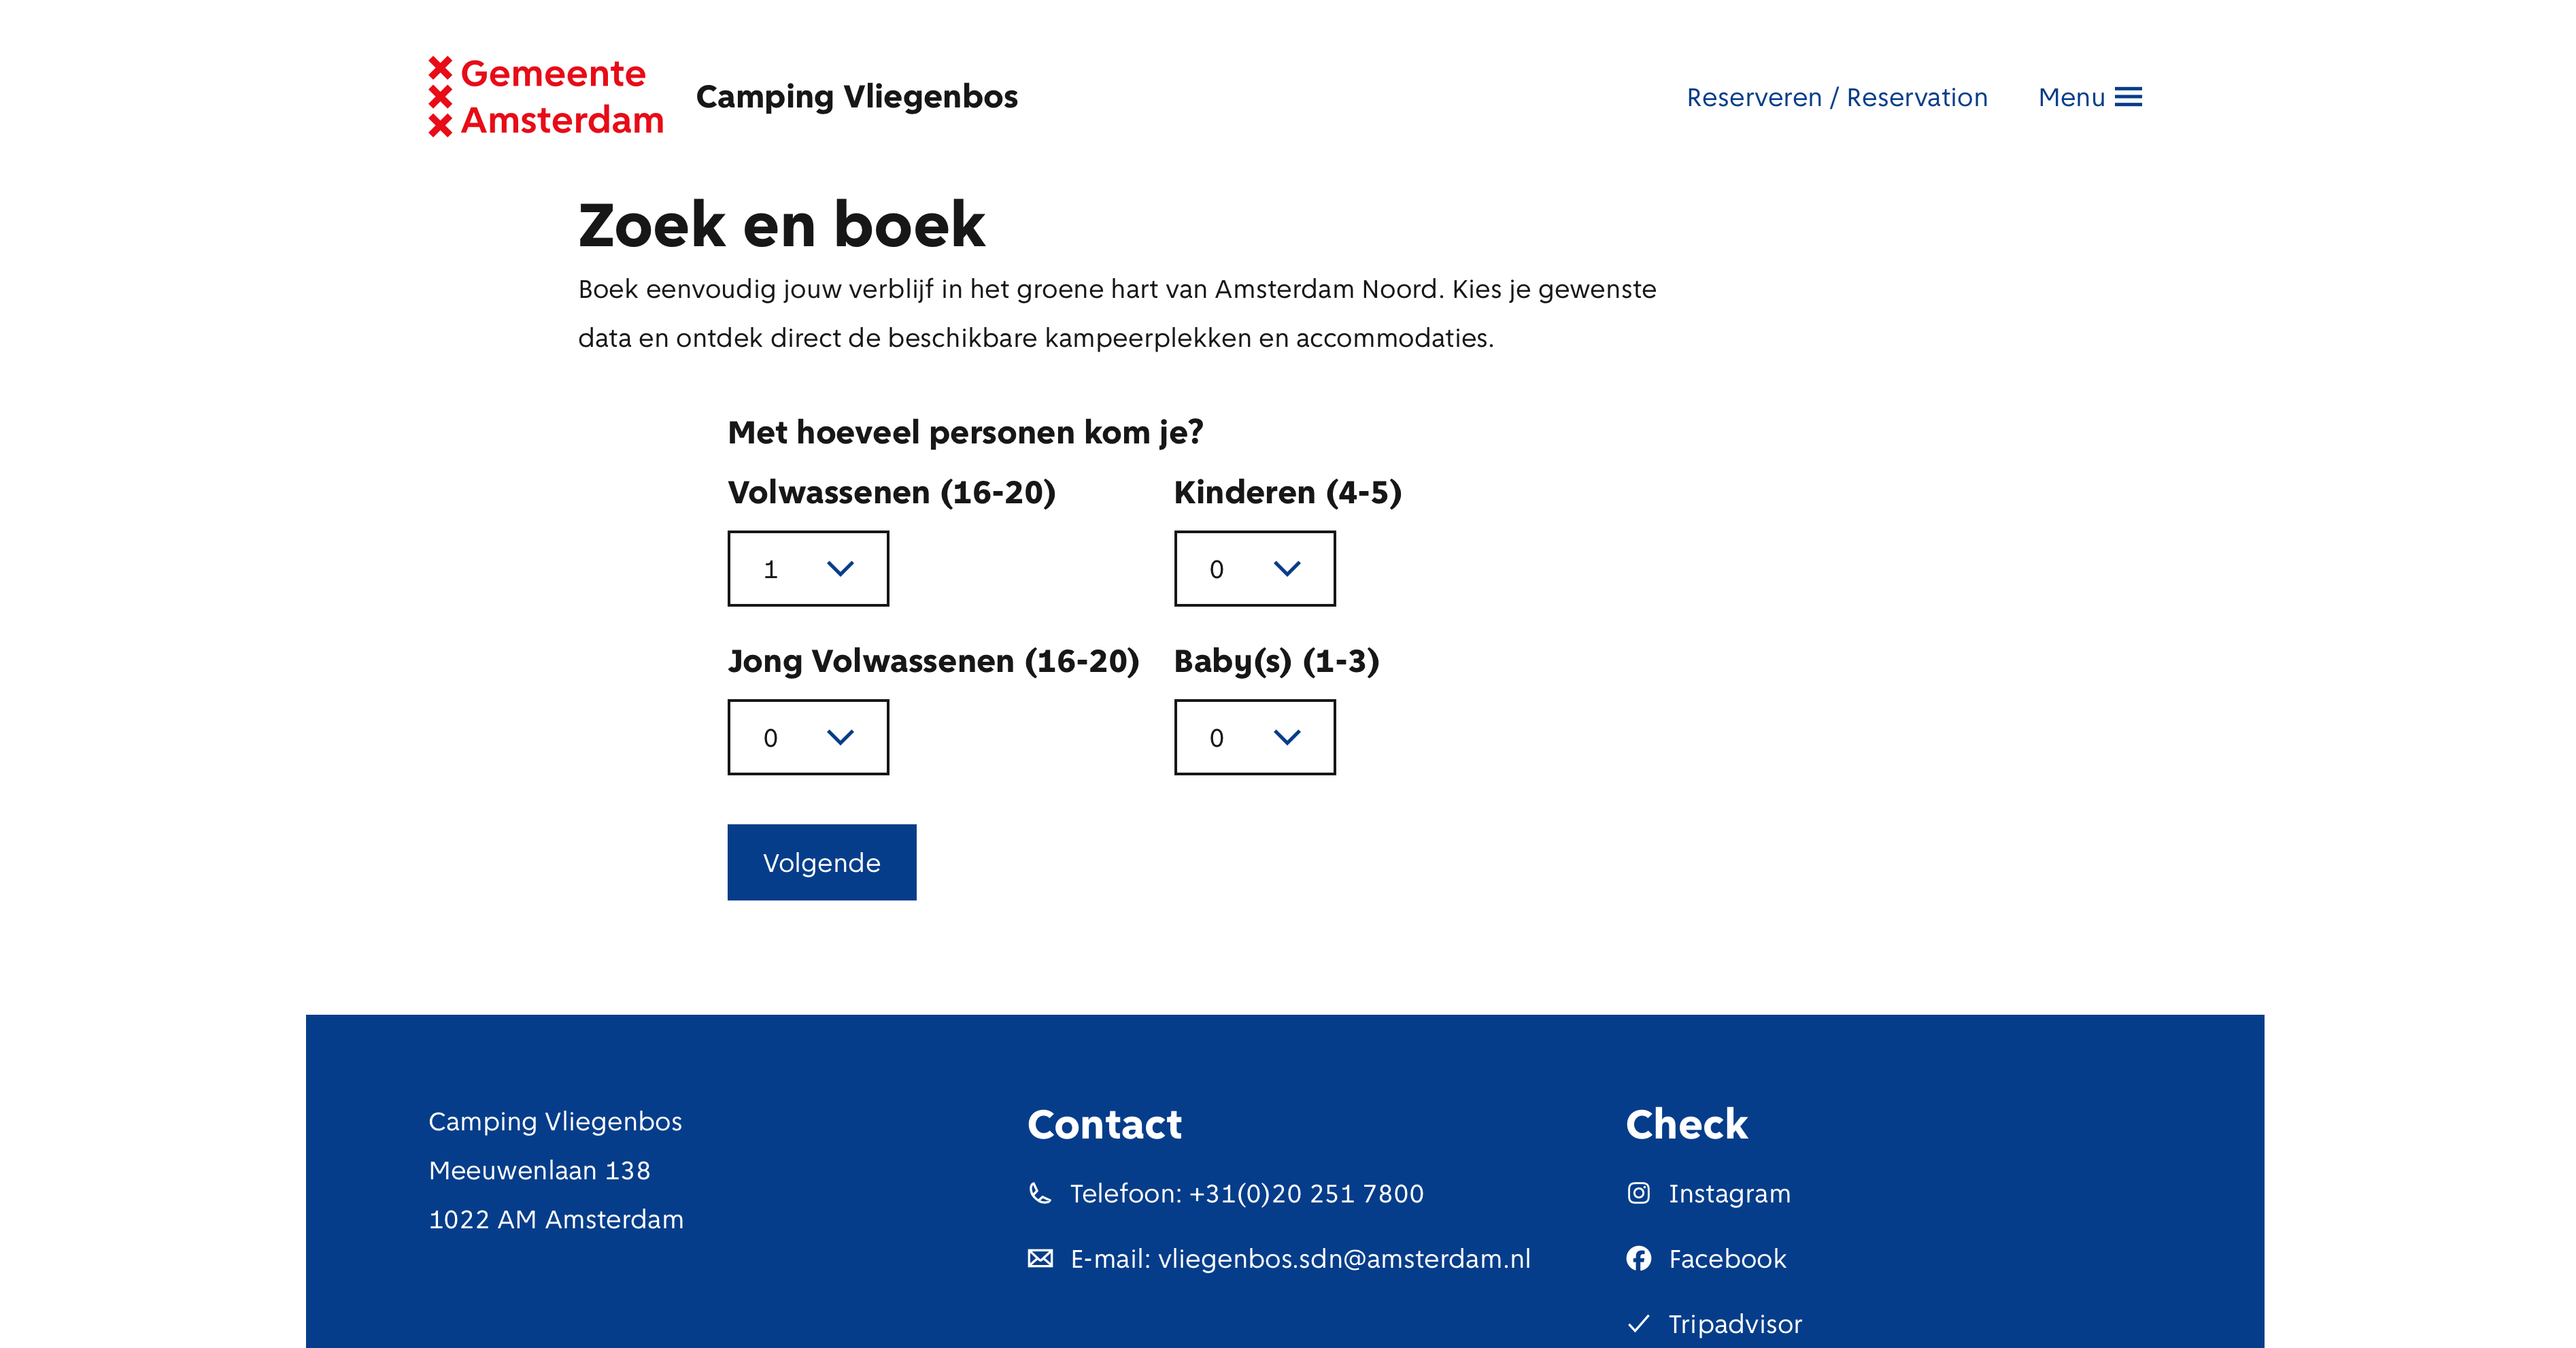 Gemeente
Amsterdam
Camping Vliegenbos
Reserveren / Reservation
Menu
Zoek en boek
Boek eenvoudig jouw verblijf in het groene hart van Amsterdam Noord. Kies je gewenste
data en ontdek direct de beschikbare kampeerplekken en accommodaties.
Met hoeveel personen kom je?
Volwassenen (16-20)
Kinderen (4-5)
1
0
Jong Volwassenen (16-20)
Baby(s) (1-3)
0
0
Volgende
Camping Vliegenbos
Meeuwenlaan 138
1022 AM Amsterdam
Contact
Telefoon: +31(0)20 251 7800
E-mail: vliegenbos.sdn@amsterdam.nl
Check
Instagram
Facebook
Tripadvisor